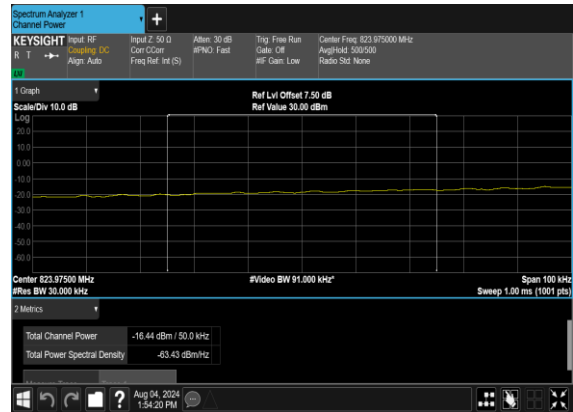 Spectrum Analyzer 1
Channel Power
+
KEYSIGHT
R T
LW
Input: RF
Coupling: DC
Align: Auto
Input Z: 50 Ω
Corr CCorr
Freq Ref: Int (S)
Atten: 30 dB
#PNO: Fast
Trig: Free Run
Gate: Off
#IF Gain: Low
Center Freq: 823.975000 MHz
Avg|Hold: 500/500
Radio Std: None
1 Graph
Scale/Div 10.0 dB
Ref Lvl Offset 7.50 dB
Ref Value 30.00 dBm
Log
20.0
10.0
0.00
-10.0
-20.0
-30.0
-40.0
-50.0
-60.0
Center 823.97500 MHz
#Res BW 30.000 kHz
#Video BW 91.000 kHz*
Span 100 kHz
Sweep 1.00 ms (1001 pts)
2 Metrics
Total Channel Power -16.44 dBm / 50.0 kHz
Total Power Spectral Density -63.43 dBm/Hz
?
Aug 04, 2024
1:54:20 PM